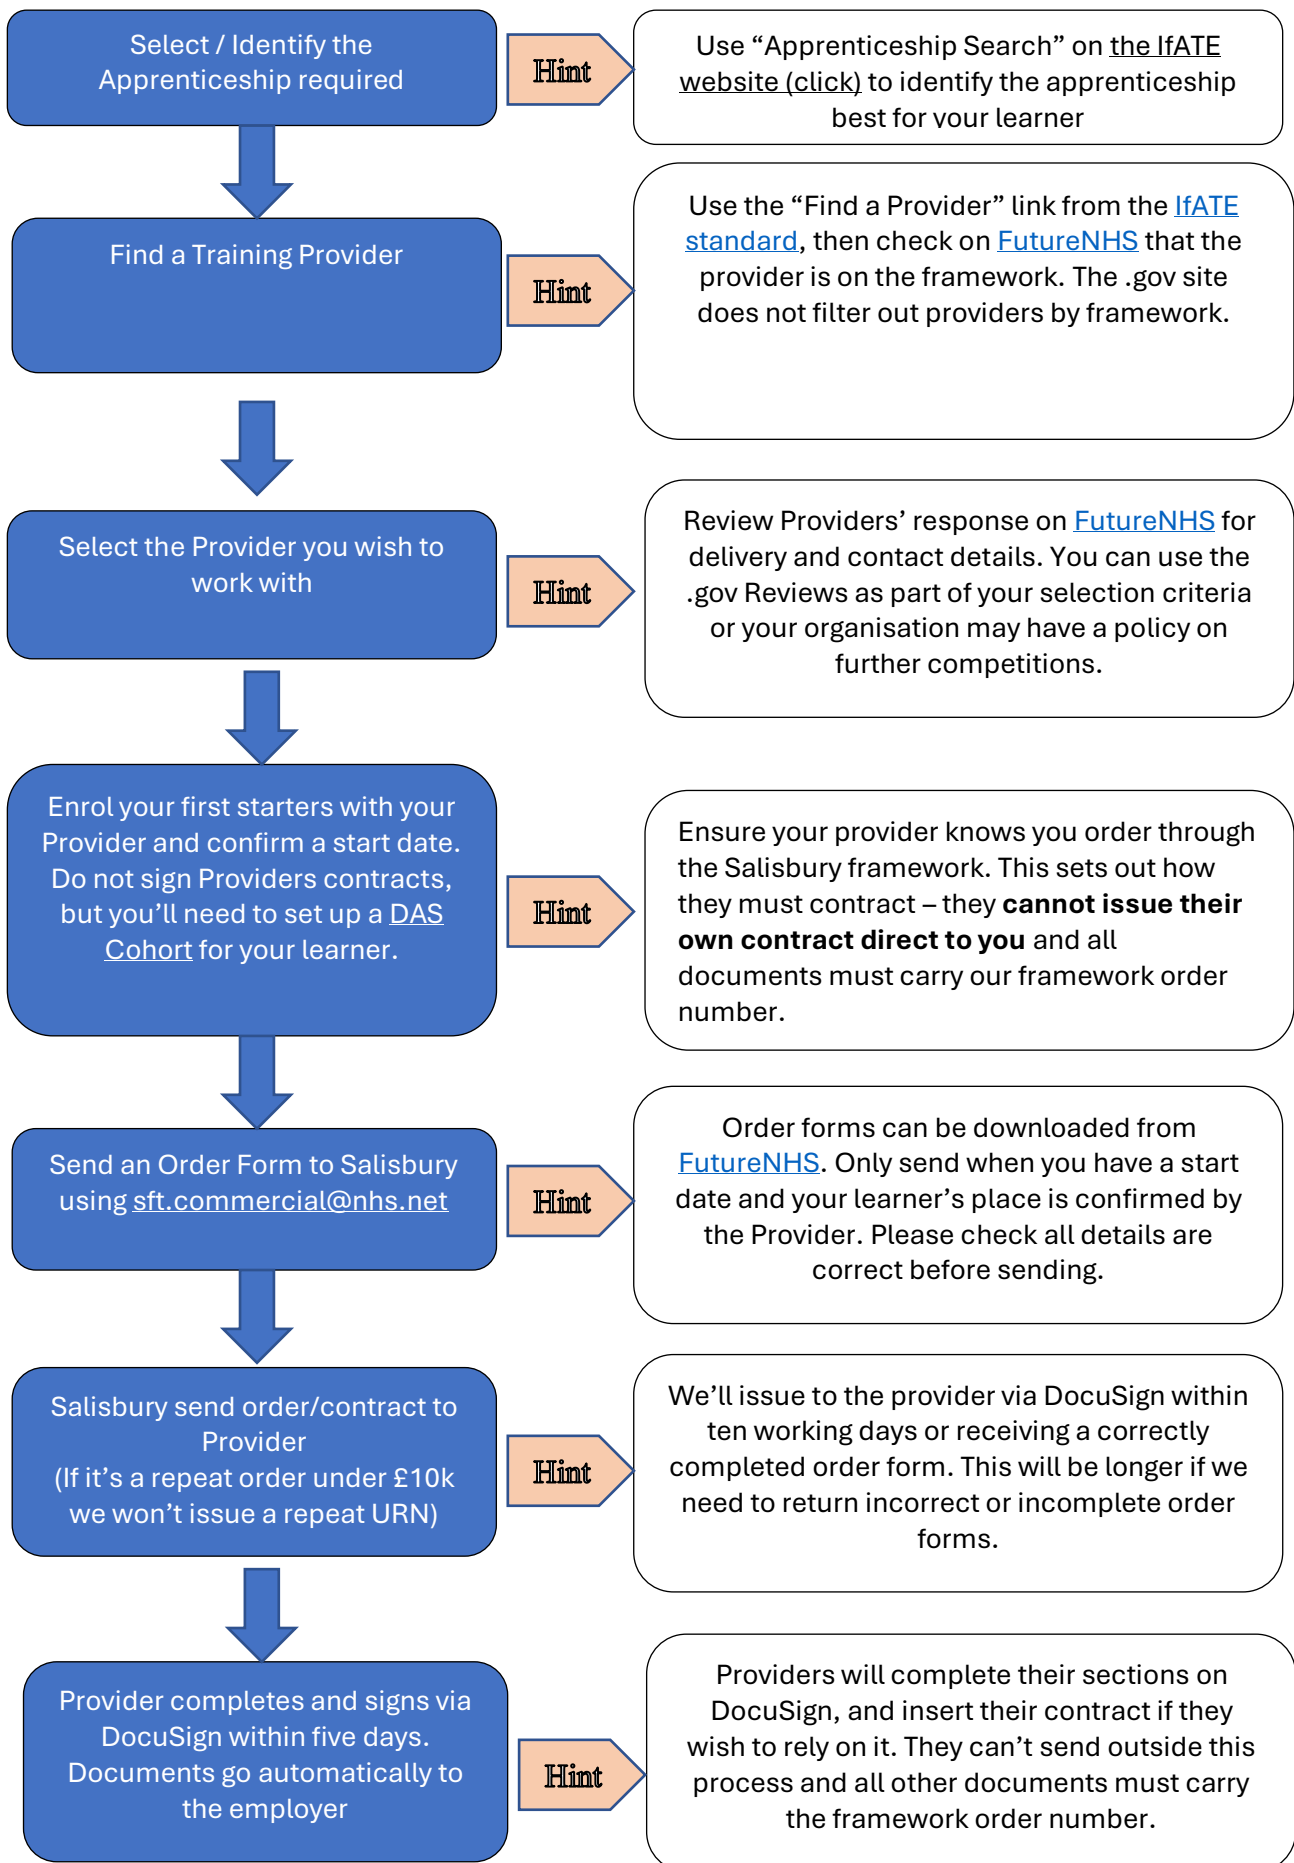 Select / Identify the
Apprenticeship required
Hint
Use “Apprenticeship Search” on the IfATE
website (click) to identify the apprenticeship
best for your learner
Find a Training Provider
Hint
Use the “Find a Provider” link from the IfATE
standard, then check on FutureNHS that the
provider is on the framework. The .gov site
does not filter out providers by framework.
Select the Provider you wish to
work with
Hint
Review Providers’ response on FutureNHS for
delivery and contact details. You can use the
.gov Reviews as part of your selection criteria
or your organisation may have a policy on
further competitions.
Enrol your first starters with your
Provider and confirm a start date.
Do not sign Providers contracts,
but you’ll need to set up a DAS
Cohort for your learner.
Hint
Ensure your provider knows you order through
the Salisbury framework. This sets out how
they must contract – they cannot issue their
own contract direct to you and all
documents must carry our framework order
number.
Send an Order Form to Salisbury
using sft.commercial@nhs.net
Hint
Order forms can be downloaded from
FutureNHS. Only send when you have a start
date and your learner’s place is confirmed by
the Provider. Please check all details are
correct before sending.
Salisbury send order/contract to
Provider
(If it’s a repeat order under £10k
we won’t issue a repeat URN)
Hint
We’ll issue to the provider via DocuSign within
ten working days or receiving a correctly
completed order form. This will be longer if we
need to return incorrect or incomplete order
forms.
Provider completes and signs via
DocuSign within five days.
Documents go automatically to
the employer
Hint
Providers will complete their sections on
DocuSign, and insert their contract if they
wish to rely on it. They can’t send outside this
process and all other documents must carry
the framework order number.